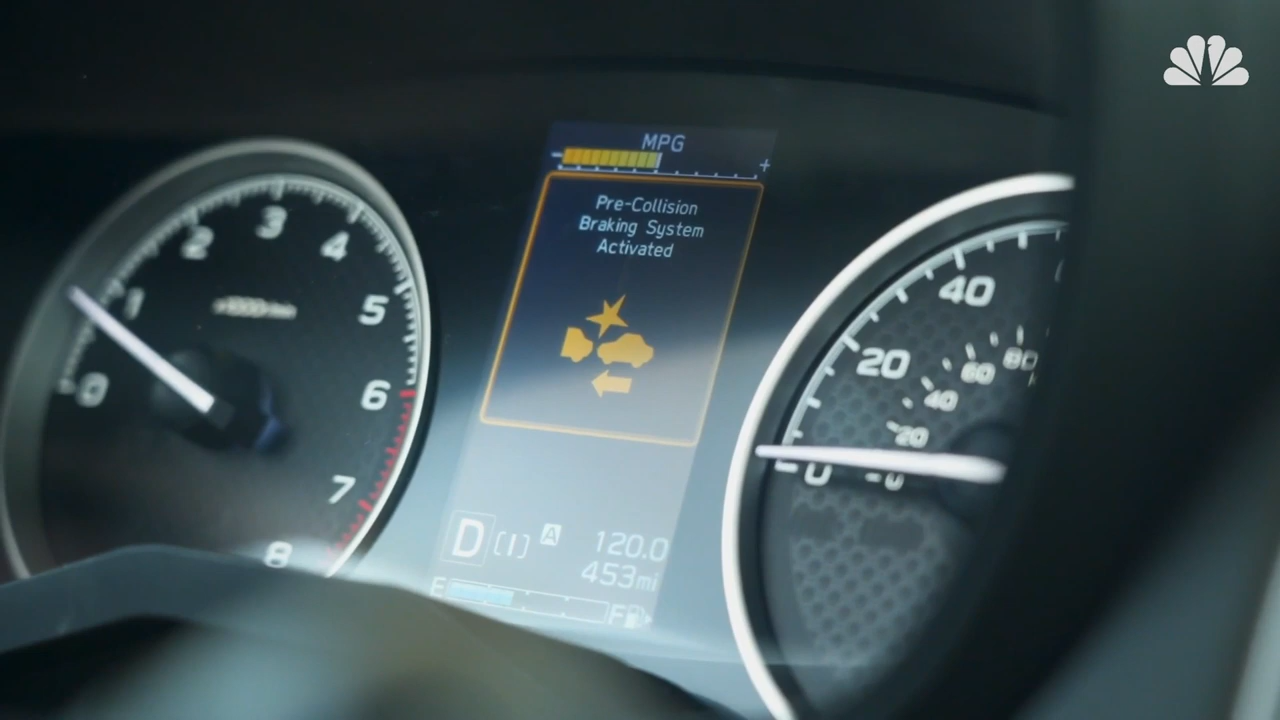 MPG
- +
Pre-Collision
Braking System
Activated
0
1
2
3
4
5
6
7
8
0
20
40
0
20
40
60
80
D
A
120.0
453mi
E
F